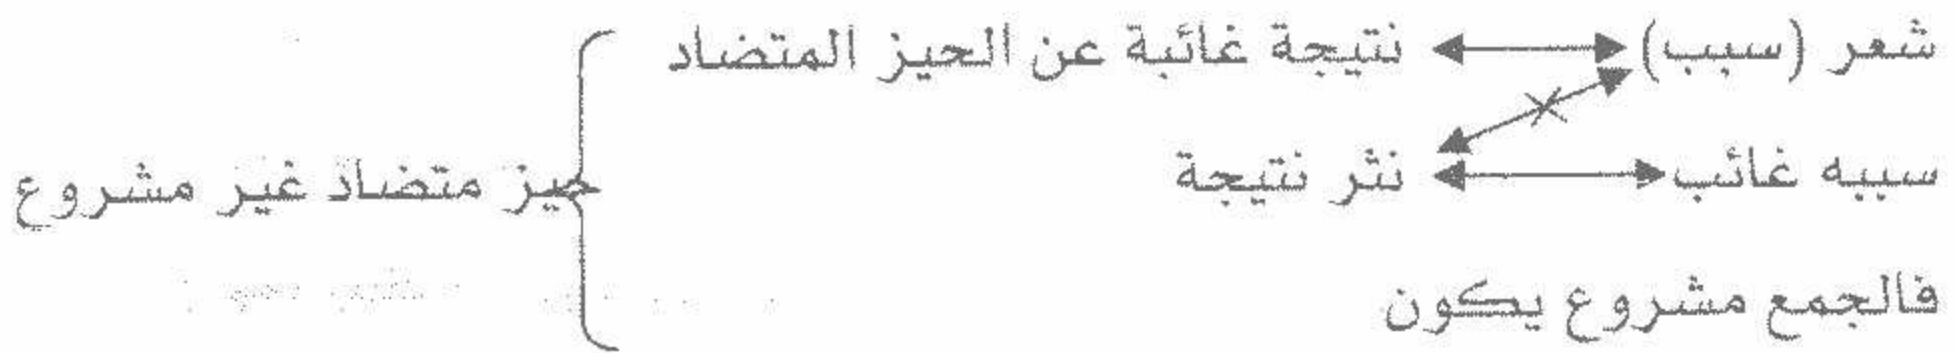 شعر (سبب) نتيجة غائبة عن الحيز المتضاد
سببه غائب نثر نتيجة حيز متضاد غير مشروع
فالجمع مشروع يكون